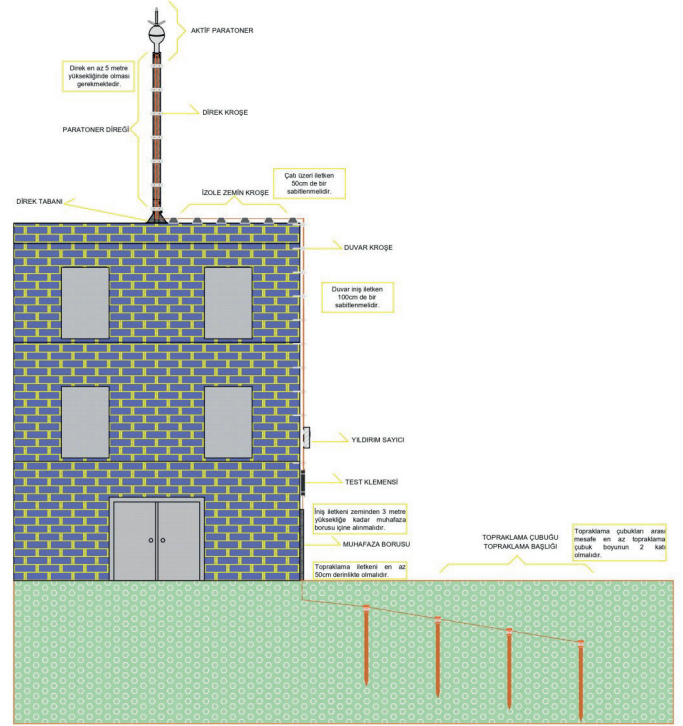 AKTİF PARATONER
Direk en az 5 metre
yüksekliğinde olması
gerekmektedir.
DİREK KROŞE
PARATONER DİREĞİ
Çatı üzeri iletken
50cm de bir
sabitlenmelidir.
İZOLE ZEMİN KROŞE
DİREK TABANI
DUVAR KROŞE
Duvar iniş iletken
100cm de bir
sabitlenmelidir.
YILDIRIM SAYICI
TEST KLEMENSİ
İniş iletkeni zeminden 3 metre
yüksekliğe kadar muhafaza
borusu içine alınmalıdır.
MUHAFAZA BORUSU
Topraklama iletkeni en az
50cm derinlikte olmalıdır.
TOPRAKLAMA ÇUBUĞU
TOPRAKLAMA BAŞLIĞI
Topraklama çubukları arası
mesafe en az topraklama
çubuk boyunun 2 katı
olmalıdır.